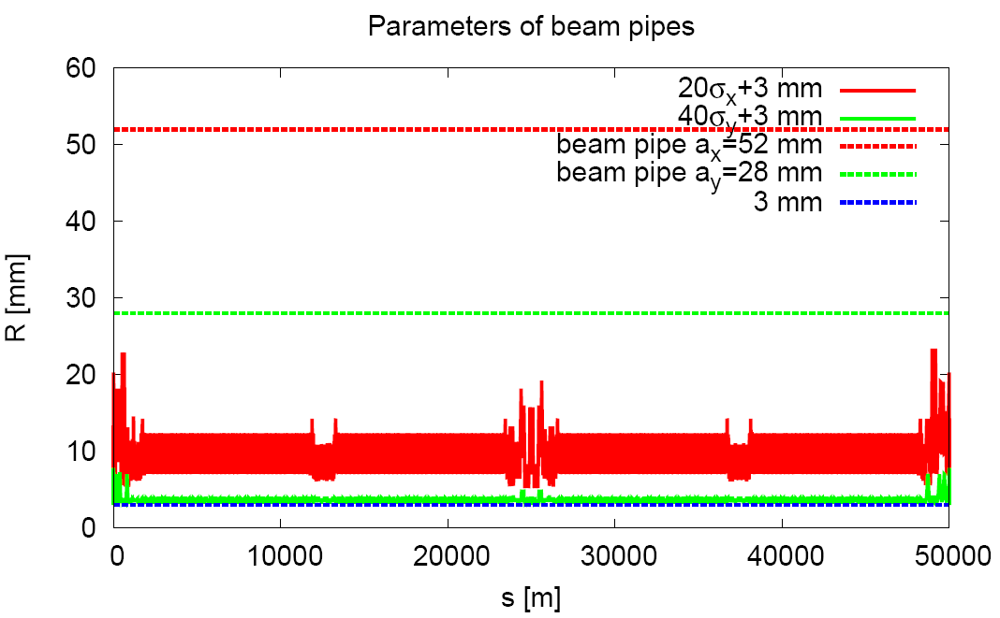 Parameters of beam pipes
60
50
40
30
20
10
0
R [mm]
20σx+3 mm
40σy+3 mm
beam pipe ax=52 mm
beam pipe ay=28 mm
3 mm
0 10000 20000 30000 40000 50000
s [m]